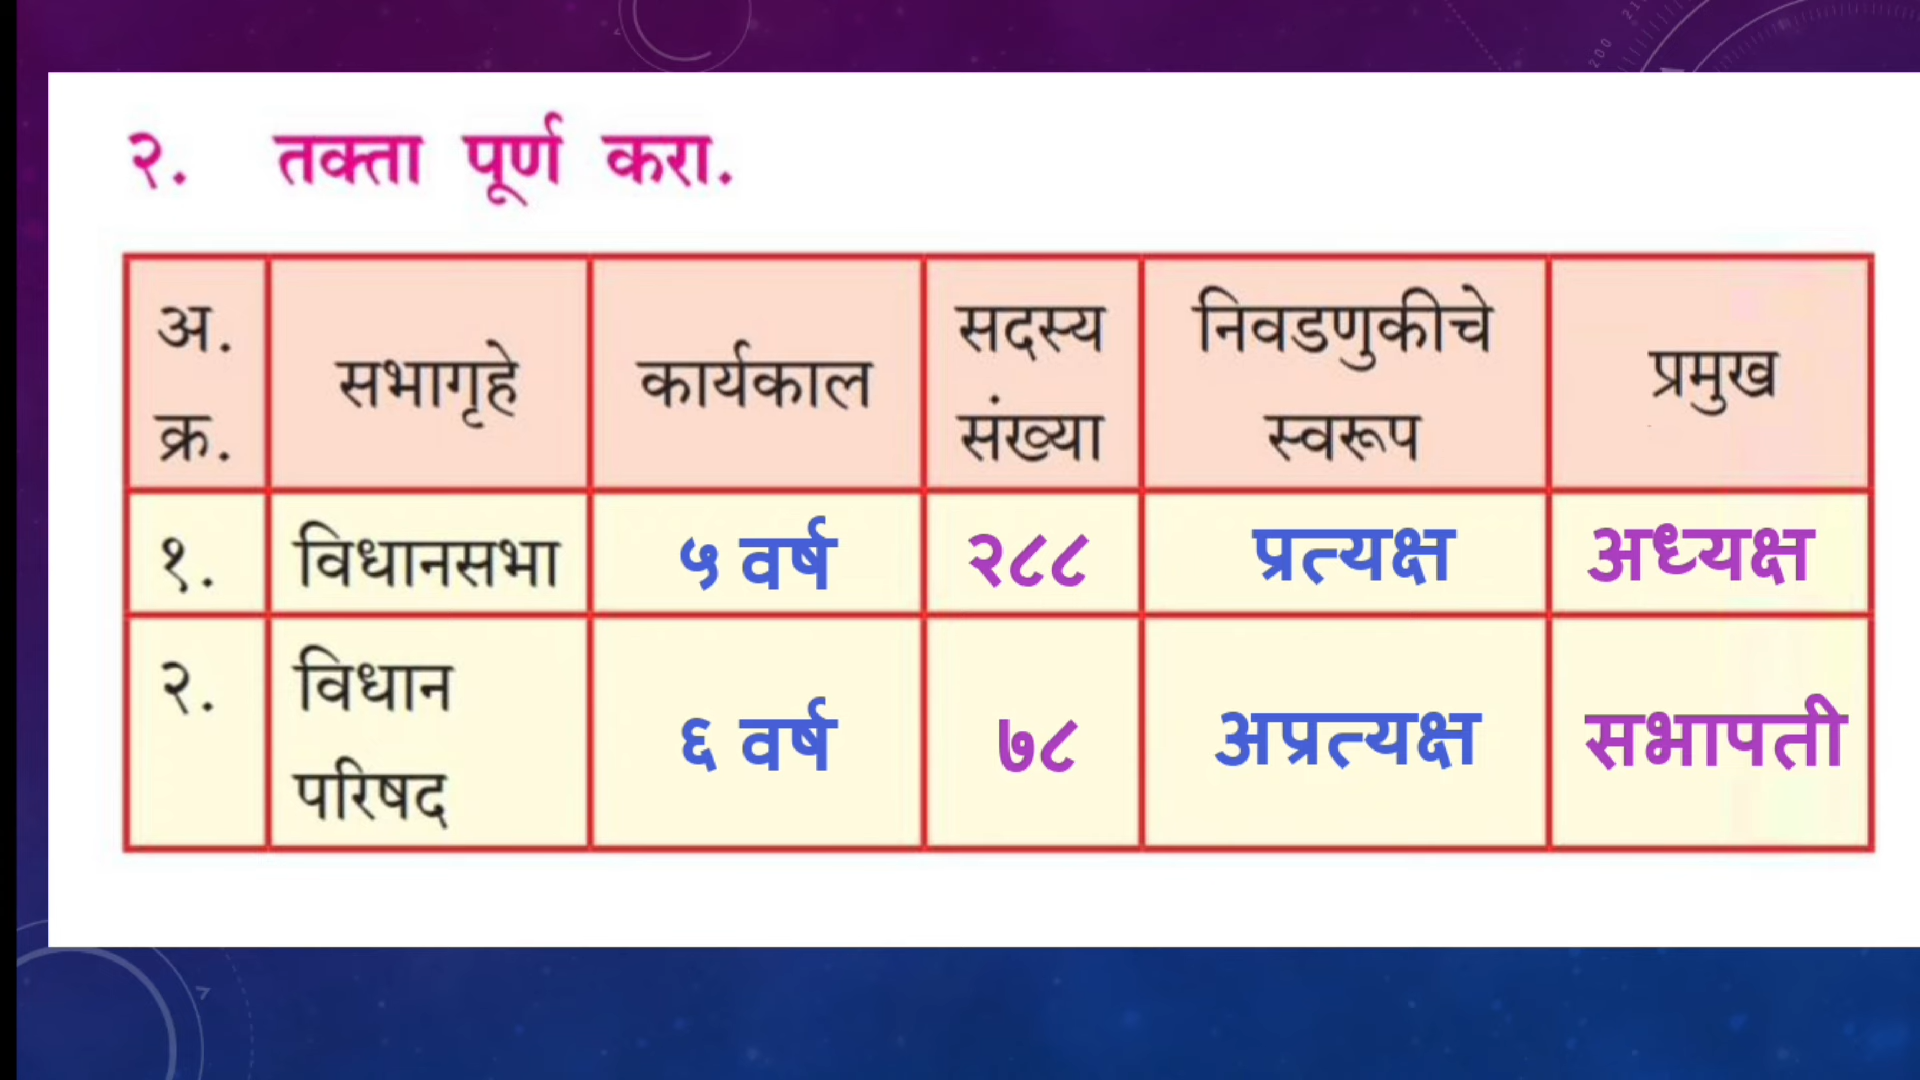 २. तक्ता पूर्ण करा.
अ. क्र. सभागृहे कार्यकाल सदस्य संख्या निवडणुकीचे स्वरूप प्रमुख
१. विधानसभा ५ वर्ष २८८ प्रत्यक्ष अध्यक्ष
२. विधान परिषद ६ वर्ष ७८ अप्रत्यक्ष सभापती